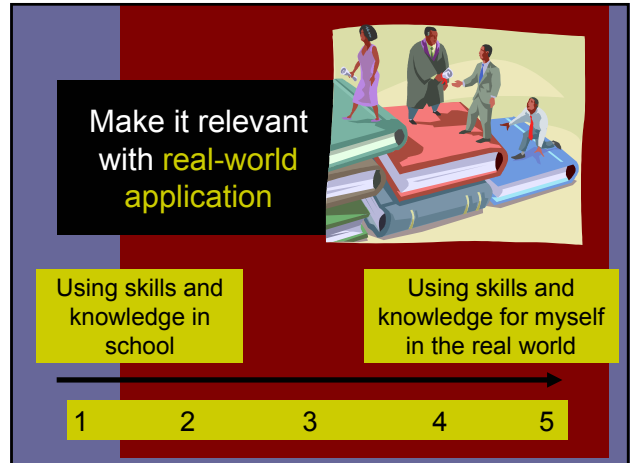 Make it relevant
with real-world
application
Using skills and
knowledge in
school
Using skills and
knowledge for myself
in the real world
1 2 3 4 5